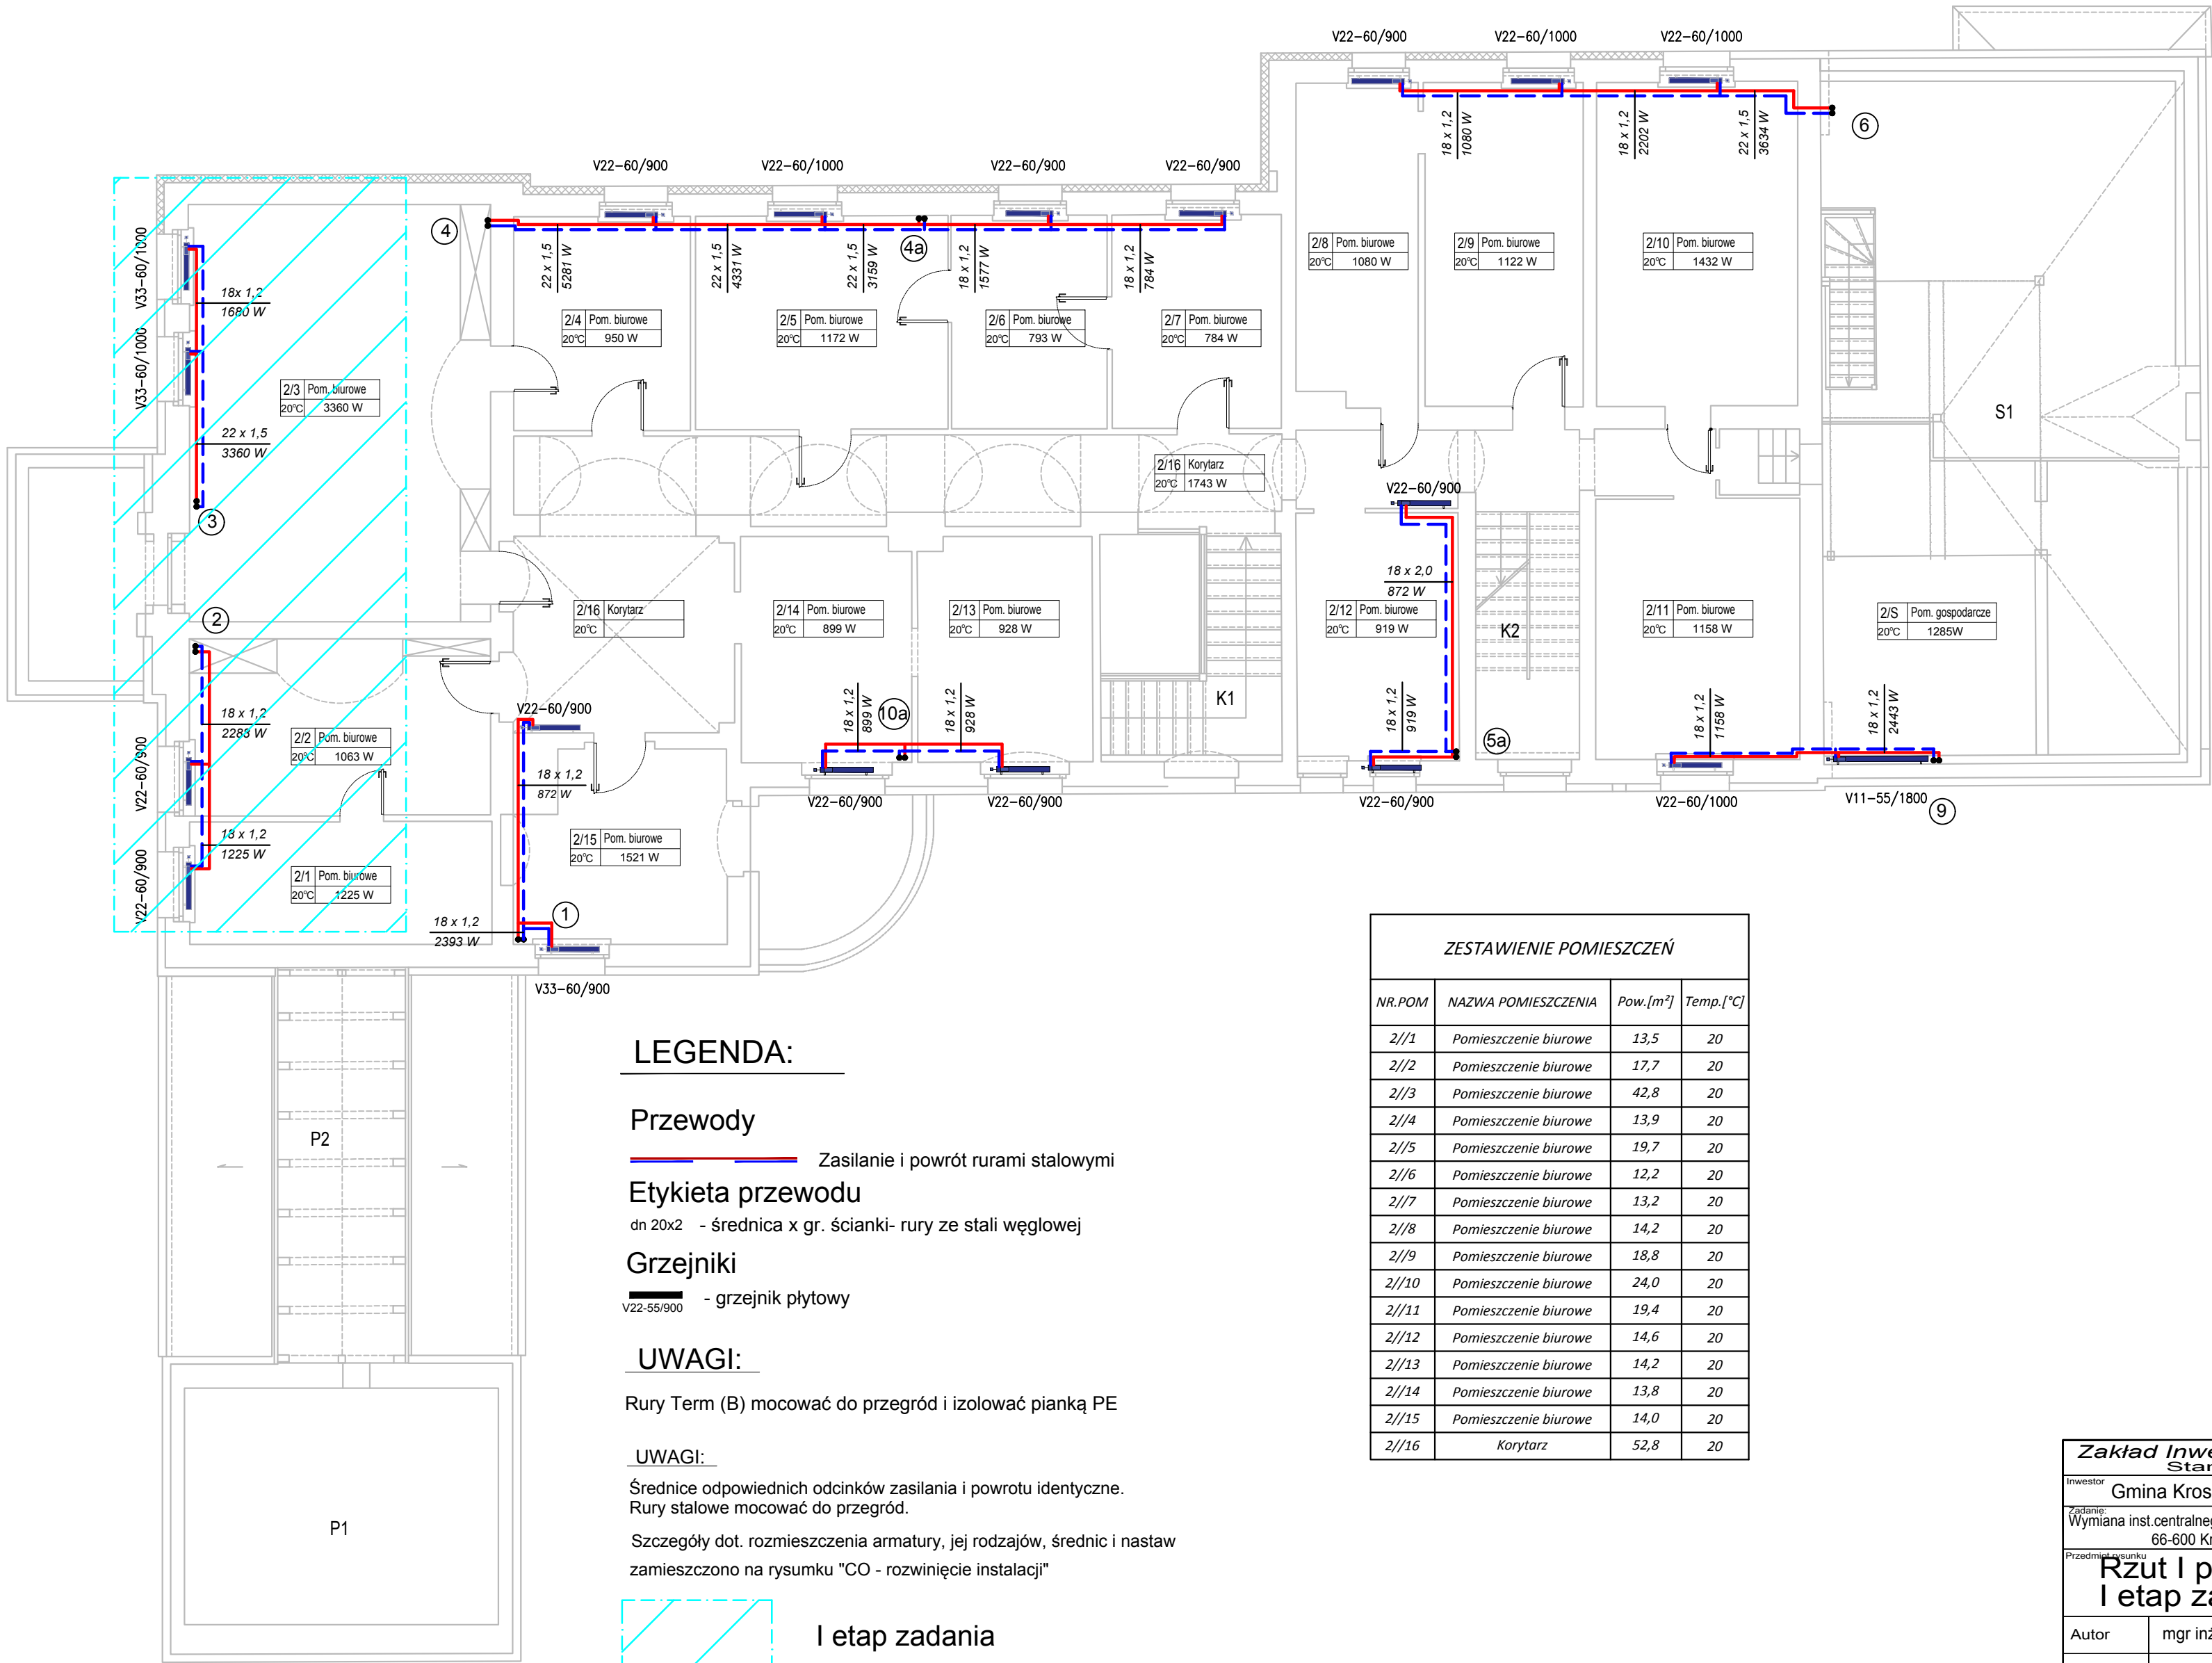 V22-60/900
V22-60/1000
V22-60/1000
18 x 1,2
1080 W
18 x 1,2
2202 W
22 x 1,5
3634 W
6
V22-60/900
V22-60/1000
V22-60/900
V22-60/900
4
4a
22 x 1,5
5281 W
22 x 1,5
4331 W
22 x 1,5
3159 W
18 x 1,2
1577 W
18 x 1,2
784 W
V33-60/1000
V33-60/1000
18x 1,2
1680 W
22 x 1,5
3360 W
3
2/3 Pom. biurowe
20°C 3360 W
2/4 Pom. biurowe
20°C 950 W
2/5 Pom. biurowe
20°C 1172 W
2/6 Pom. biurowe
20°C 793 W
2/7 Pom. biurowe
20°C 784 W
2/8 Pom. biurowe
20°C 1080 W
2/9 Pom. biurowe
20°C 1122 W
2/10 Pom. biurowe
20°C 1432 W
S1
2/16 Korytarz
20°C 1743 W
V22-60/900
18 x 2,0
872 W
2
2/16 Korytarz
20°C
2/14 Pom. biurowe
20°C 899 W
2/13 Pom. biurowe
20°C 928 W
2/12 Pom. biurowe
20°C 919 W
K2
2/11 Pom. biurowe
20°C 1158 W
2/S Pom. gospodarcze
20°C 1285W
K1
18 x 1,2
2288 W
V22-60/900
2/2 Pom. biurowe
20°C 1063 W
V22-60/900
18 x 1,2
872 W
18 x 1,2
899 W
10a
18 x 1,2
928 W
18 x 1,2
919 W
5a
18 x 1,2
1158 W
18 x 1,2
2443 W
V22-60/900
V22-60/900
V22-60/900
V22-60/1000
V11-55/1800
9
18 x 1,2
1225 W
V22-60/900
2/1 Pom. biurowe
20°C 1225 W
2/15 Pom. biurowe
20°C 1521 W
18 x 1,2
2393 W
1
V33-60/900
P2
P1
LEGENDA:
Przewody
Zasilanie i powrót rurami stalowymi
Etykieta przewodu
dn 20x2 - średnica x gr. ścianki- rury ze stali węglowej
Grzejniki
V22-55/900 - grzejnik płytowy
UWAGI:
Rury Term (B) mocować do przegród i izolować pianką PE
UWAGI:
Średnice odpowiednich odcinków zasilania i powrotu identyczne.
Rury stalowe mocować do przegród.
Szczegóły dot. rozmieszczenia armatury, jej rodzajów, średnic i nastaw
zamieszczono na rysumku "CO - rozwinięcie instalacji"
I etap zadania
ZESTAWIENIE POMIESZCZEŃ
NR.POM NAZWA POMIESZCZENIA Pow.[m²] Temp.[°C]
2//1 Pomieszczenie biurowe 13,5 20
2//2 Pomieszczenie biurowe 17,7 20
2//3 Pomieszczenie biurowe 42,8 20
2//4 Pomieszczenie biurowe 13,9 20
2//5 Pomieszczenie biurowe 19,7 20
2//6 Pomieszczenie biurowe 12,2 20
2//7 Pomieszczenie biurowe 13,2 20
2//8 Pomieszczenie biurowe 14,2 20
2//9 Pomieszczenie biurowe 18,8 20
2//10 Pomieszczenie biurowe 24,0 20
2//11 Pomieszczenie biurowe 19,4 20
2//12 Pomieszczenie biurowe 14,6 20
2//13 Pomieszczenie biurowe 14,2 20
2//14 Pomieszczenie biurowe 13,8 20
2//15 Pomieszczenie biurowe 14,0 20
2//16 Korytarz 52,8 20
Zakład Inwe
Star
Inwestor
Gmina Kros
Zadanie:
Wymiana inst.centralneg
66-600 Kr
Przedmiot rysunku
Rzut I p
I etap za
Autor mgr inż